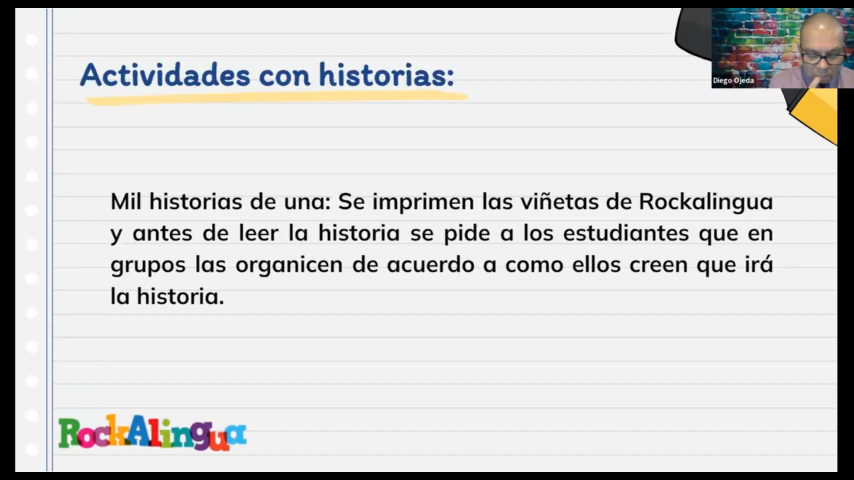 Actividades con historias:
Diego Ojeda
Mil historias de una: Se imprimen las viñetas de Rockalingua
y antes de leer la historia se pide a los estudiantes que en
grupos las organicen de acuerdo a como ellos creen que irá
la historia.
RockAlingua